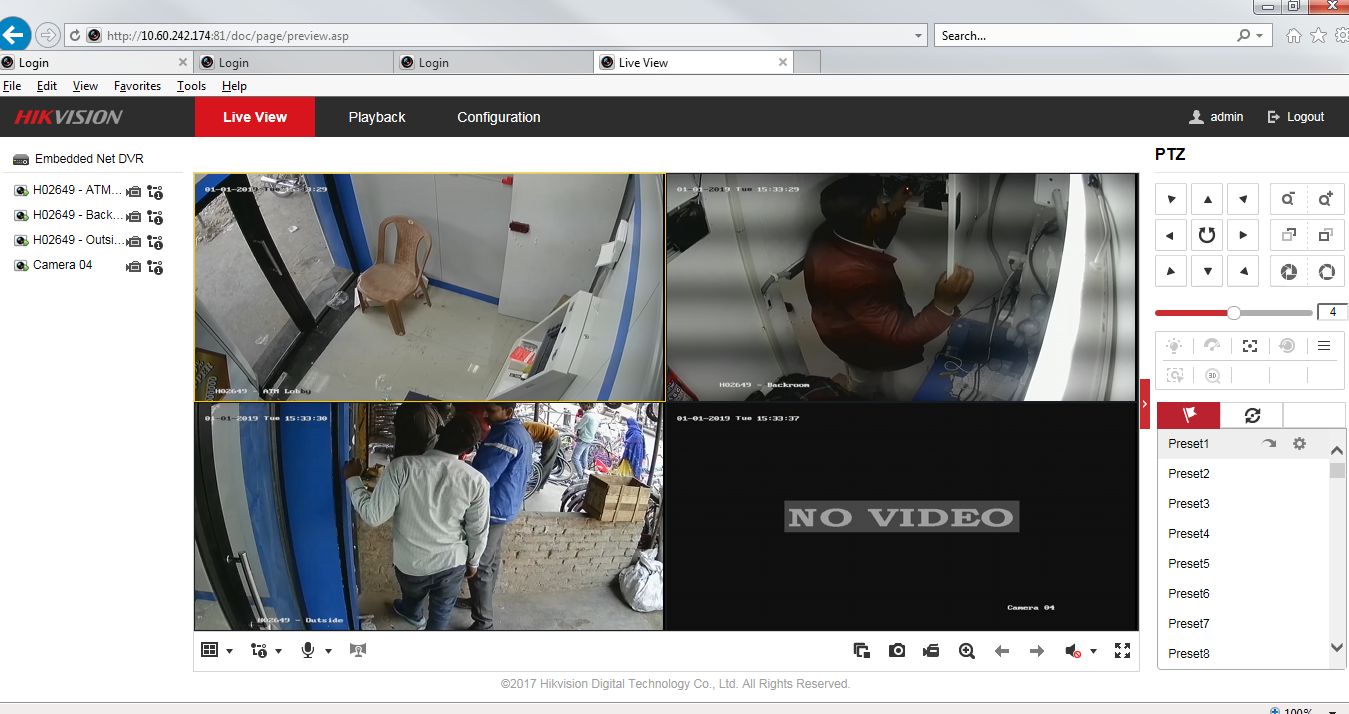 http://10.60.242.174:81/doc/page/preview.asp
Search...
Login
Login
Login
Live View
File Edit View Favorites Tools Help
HIKVISION
Live View
Playback
Configuration
admin
Logout
Embedded Net DVR
H02649 - ATM...
H02649 - Back...
H02649 - Outsi...
Camera 04
01-01-2019 Tue 15:33:29
H02649 - ATM Lobby
01-01-2019 Tue 15:33:29
H02649 - Backroom
01-01-2019 Tue 15:33:30
H02649 - Outside
01-01-2019 Tue 15:33:37
NO VIDEO
Camera 04
PTZ
4
3D
Preset1
Preset2
Preset3
Preset4
Preset5
Preset6
Preset7
Preset8
©2017 Hikvision Digital Technology Co., Ltd. All Rights Reserved.
100%